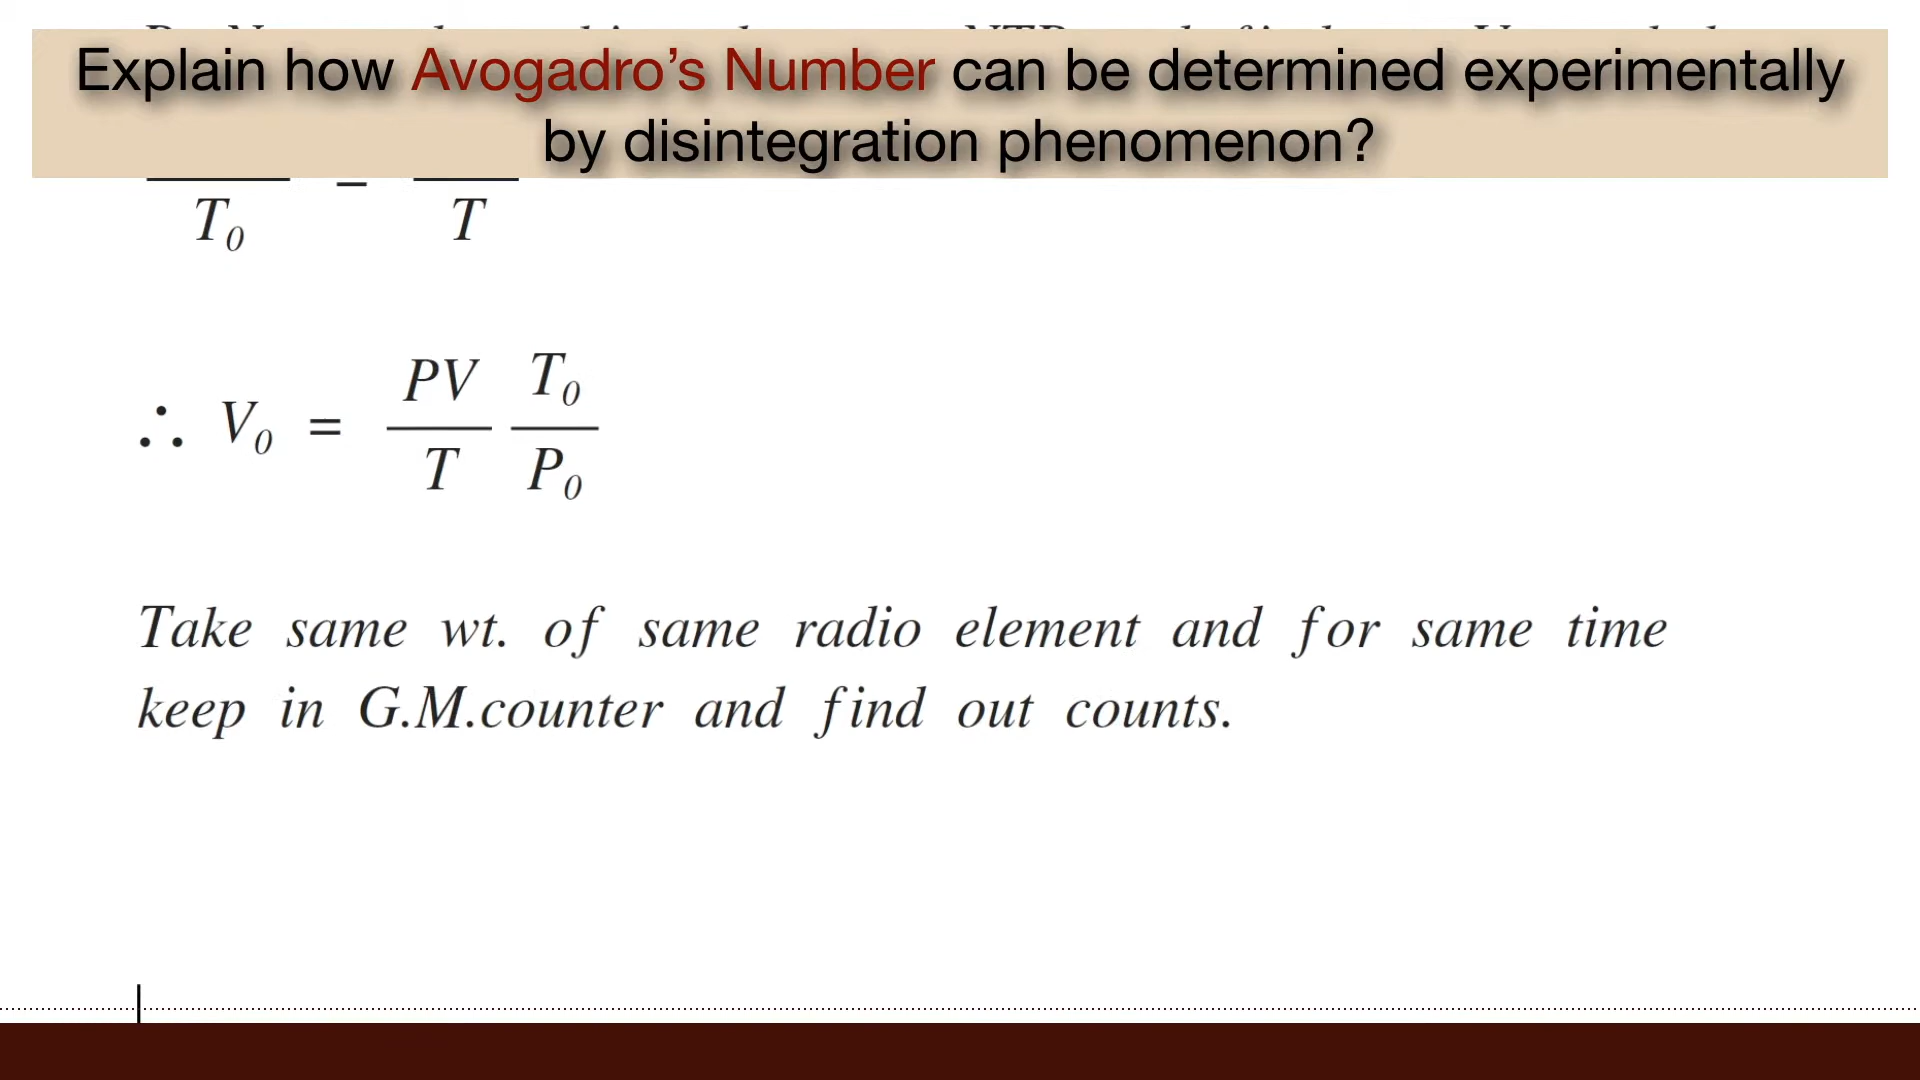 Explain how Avogadro’s Number can be determined experimentally
by disintegration phenomenon?
T₀ = T
∴ V₀ = PV/T T₀/P₀
Take same wt. of same radio element and for same time
keep in G.M.counter and find out counts.